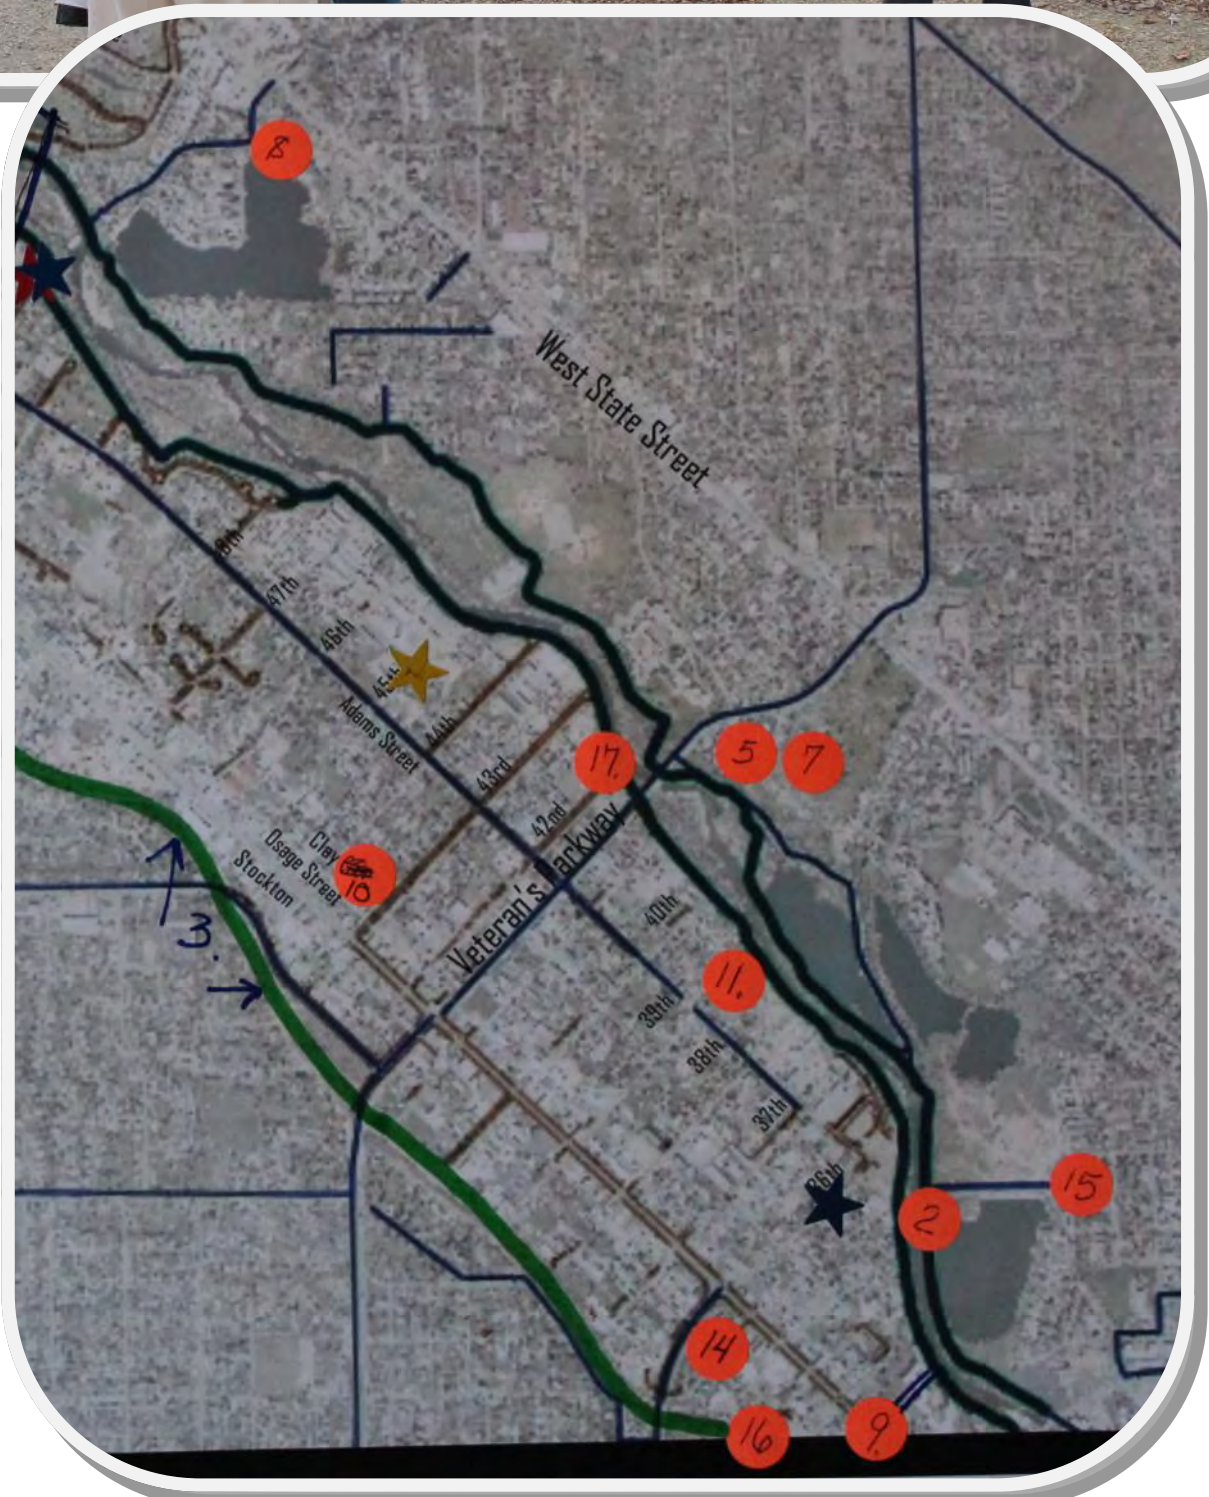 8
West State Street
47th
46th
45th
Adams Street
44th
43rd
42nd
17.
5
7
Clay
Osage Street
Stockton
10
Veteran's Parkway
3.
40th
11.
39th
38th
37th
36th
15
2
14
16
9.